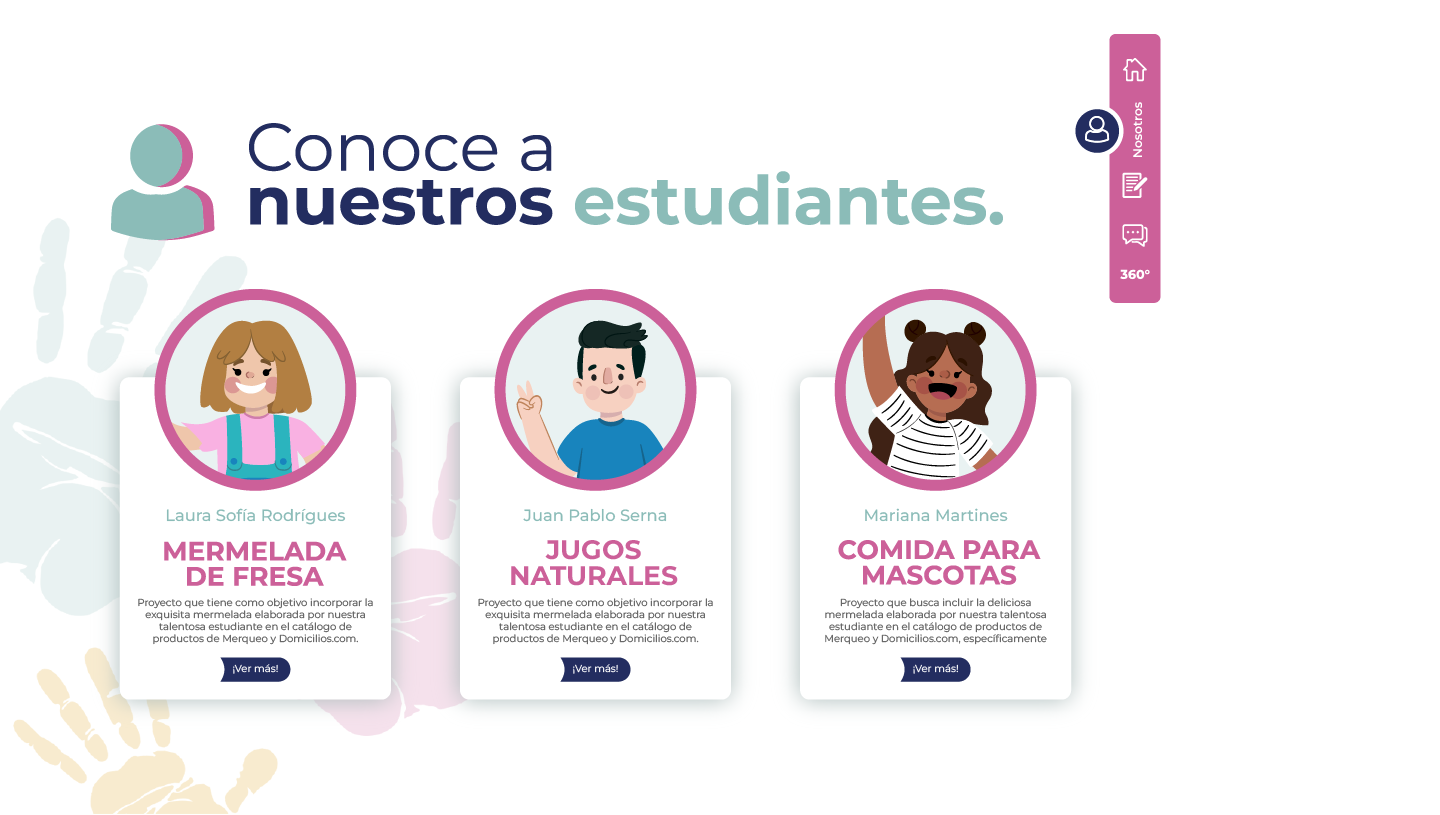 Conoce a
nuestros estudiantes.
Nosotros
360°
Laura Sofía Rodrígues
MERMELADA
DE FRESA
Proyecto que tiene como objetivo incorporar la
exquisita mermelada elaborada por nuestra
talentosa estudiante en el catálogo de
productos de Merqueo y Domicilios.com.
¡Ver más!
Juan Pablo Serna
JUGOS
NATURALES
Proyecto que tiene como objetivo incorporar la
exquisita mermelada elaborada por nuestra
talentosa estudiante en el catálogo de
productos de Merqueo y Domicilios.com.
¡Ver más!
Mariana Martines
COMIDA PARA
MASCOTAS
Proyecto que busca incluir la deliciosa
mermelada elaborada por nuestra talentosa
estudiante en el catálogo de productos de
Merqueo y Domicilios.com, específicamente
¡Ver más!